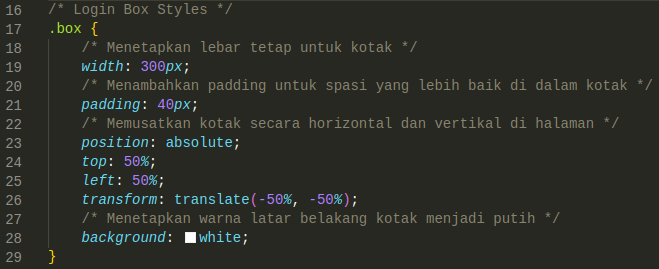 16 /* Login Box Styles */
17 .box {
18 /* Menetapkan lebar tetap untuk kotak */
19 width: 300px;
20 /* Menambahkan padding untuk spasi yang lebih baik di dalam kotak */
21 padding: 40px;
22 /* Memusatkan kotak secara horizontal dan vertikal di halaman */
23 position: absolute;
24 top: 50%;
25 left: 50%;
26 transform: translate(-50%, -50%);
27 /* Menetapkan warna latar belakang kotak menjadi putih */
28 background: white;
29 }